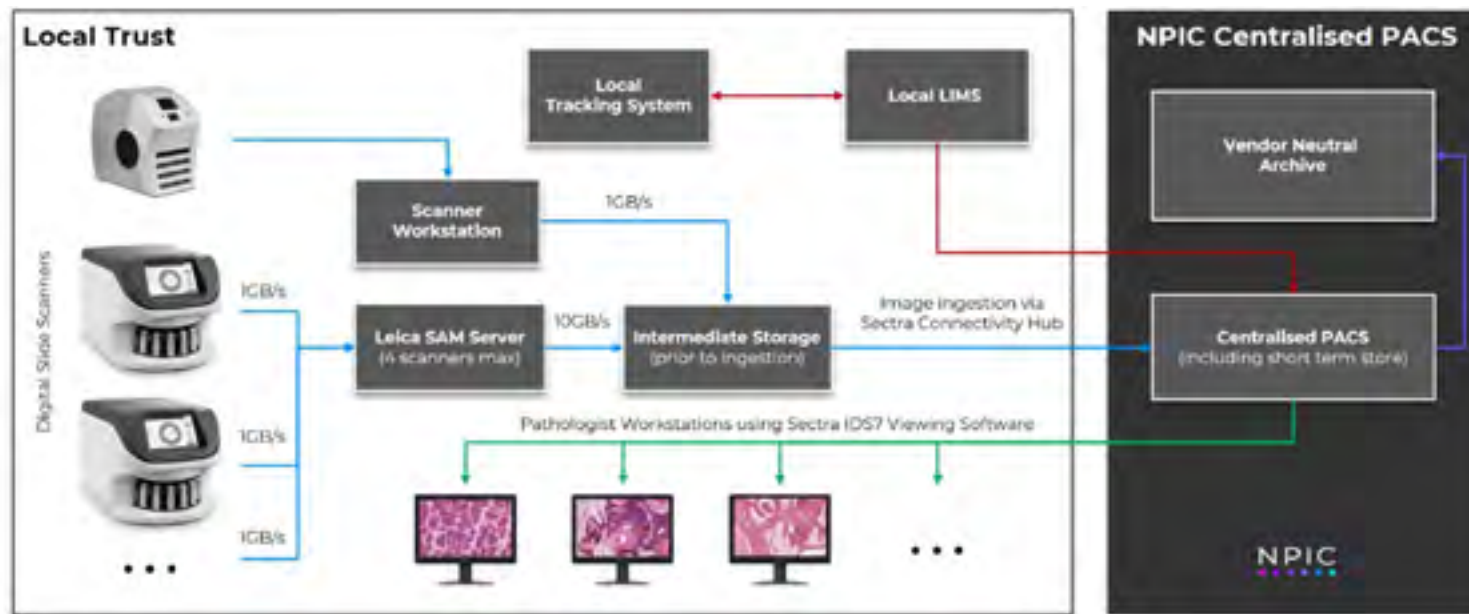 Local Trust
NPIC Centralised PACS
Local
Tracking System
Local LIMS
Vendor Neutral
Archive
Scanner
Workstation
1GB/s
Digital Slide Scanners
1GB/s
Leica SAM Server
(4 scanners max)
10GB/s
Intermediate Storage
(prior to ingestion)
Image Ingestion via
Sectra Connectivity Hub
Centralised PACS
(including short term store)
1GB/s
1GB/s
Pathologist Workstations using Sectra IDS7 Viewing Software
NPIC